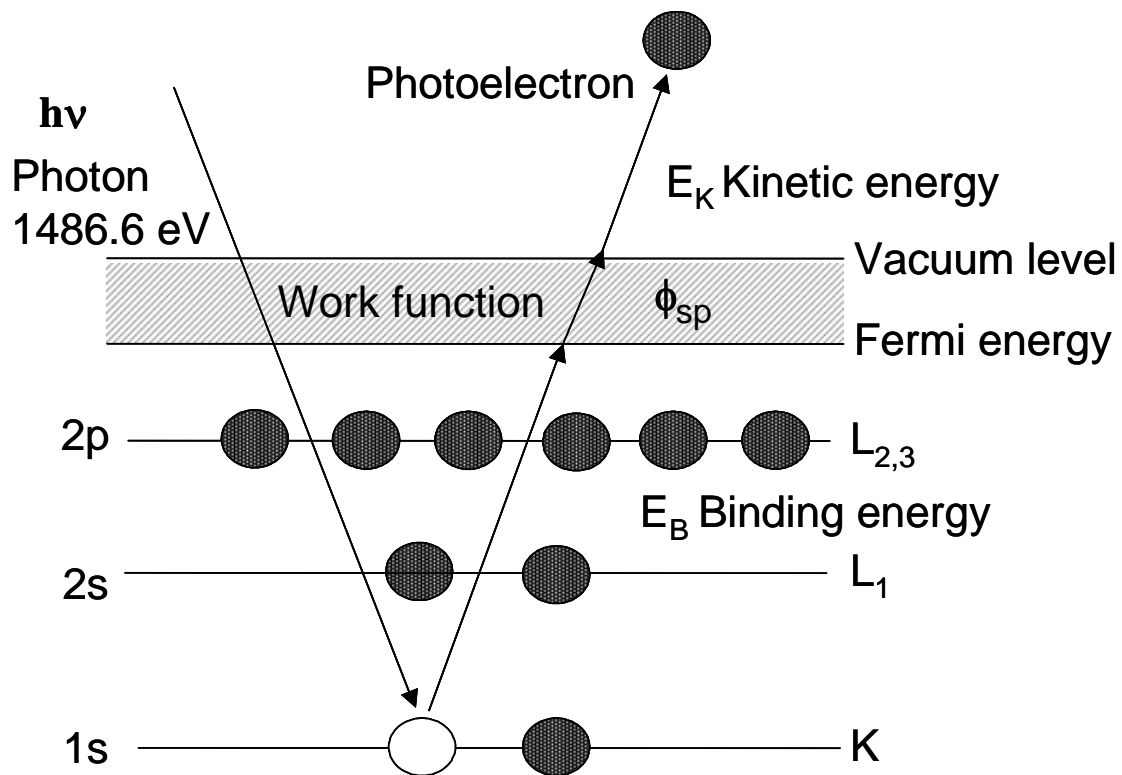 Photoelectron
hν
Photon
1486.6 eV
E_K Kinetic energy
Vacuum level
Work function ϕ_sp
Fermi energy
2p L_2,3
E_B Binding energy
2s L_1
1s K